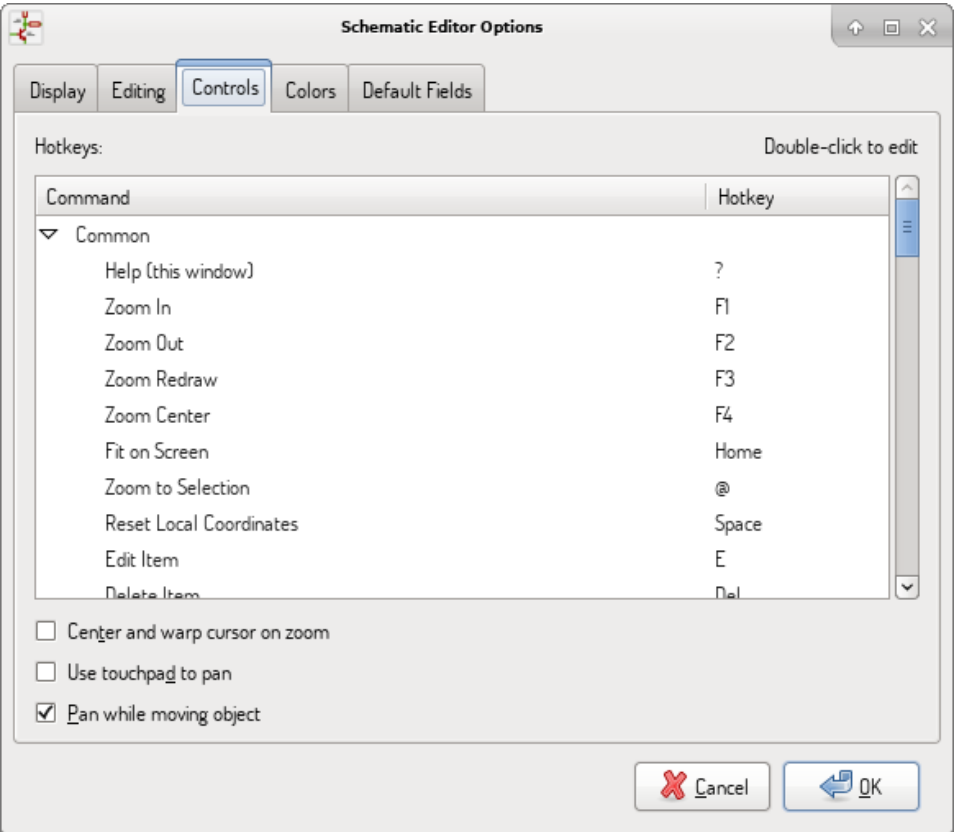 Schematic Editor Options
Display Editing Controls Colors Default Fields
Hotkeys: Double-click to edit
Command Hotkey
Common
Help (this window) ?
Zoom In F1
Zoom Out F2
Zoom Redraw F3
Zoom Center F4
Fit on Screen Home
Zoom to Selection @
Reset Local Coordinates Space
Edit Item E
Delete Item Del
Center and warp cursor on zoom
Use touchpad to pan
Pan while moving object
Cancel OK